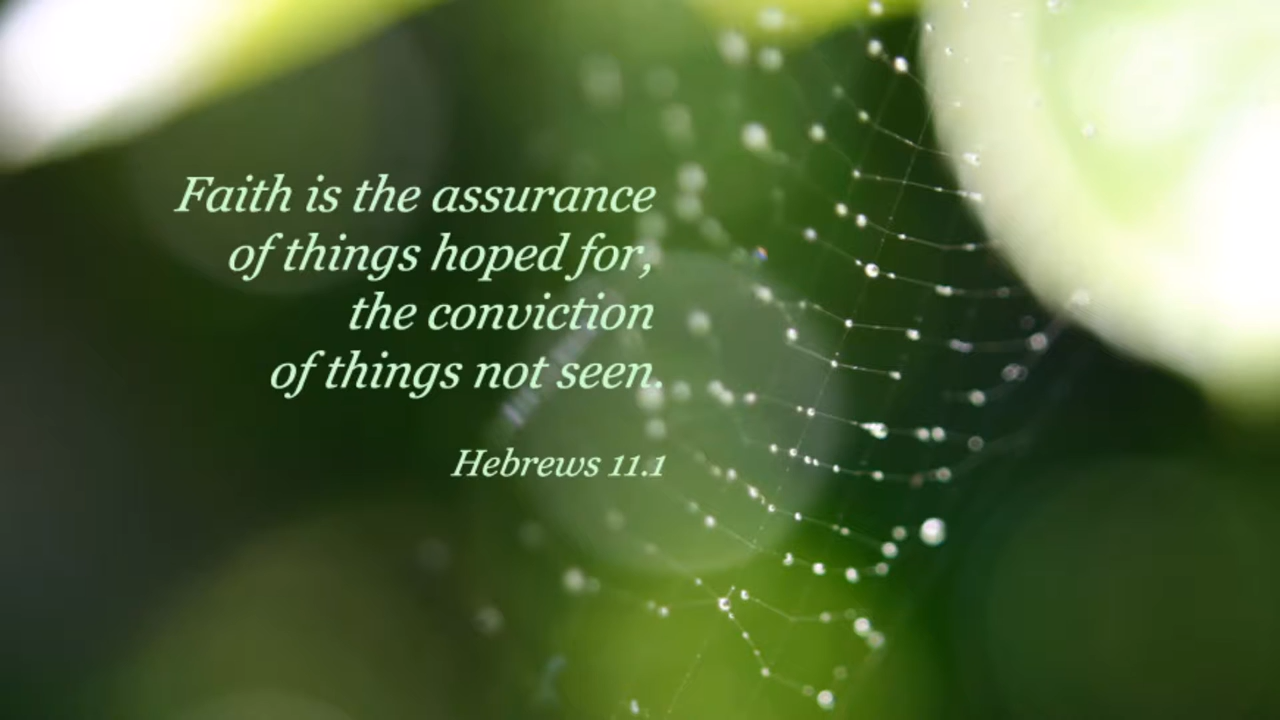 Faith is the assurance
of things hoped for,
the conviction
of things not seen.
Hebrews 11.1